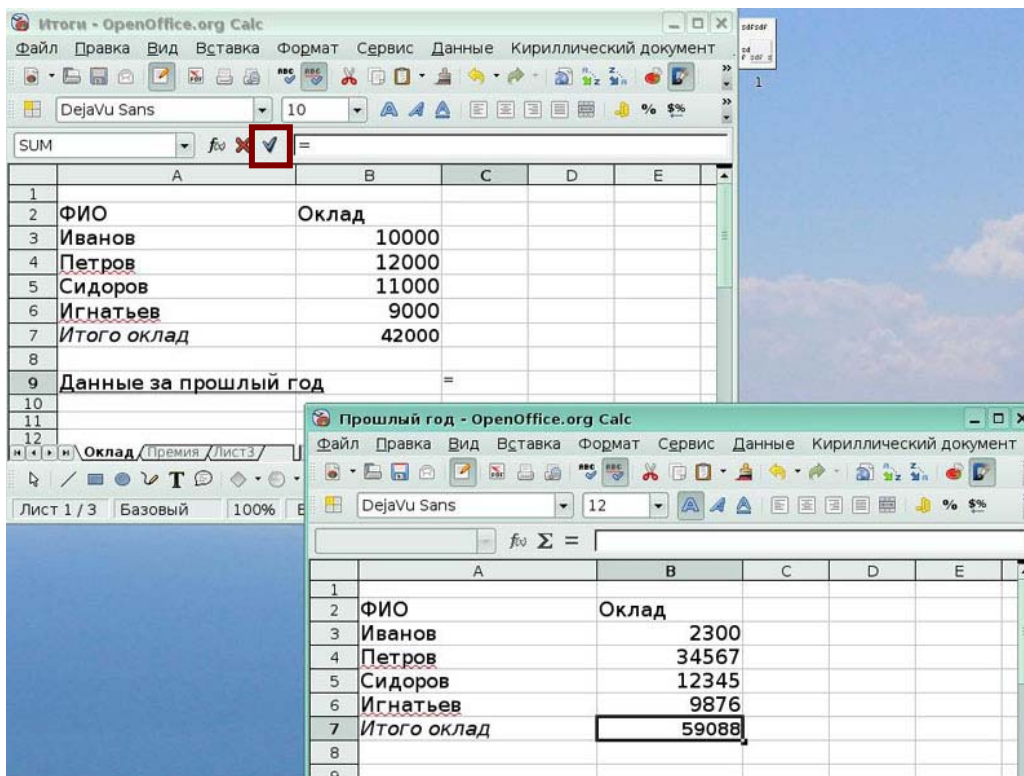 Итоги - OpenOffice.org Calc
Файл Правка Вид Вставка Формат Сервис Данные Кириллический документ
DejaVu Sans 10
SUM =
A B C D E
1
2 ФИО Оклад
3 Иванов 10000
4 Петров 12000
5 Сидоров 11000
6 Игнатьев 9000
7 Итого оклад 42000
8
9 Данные за прошлый год =
10
11
12
Оклад Премия Лист3
Лист 1 / 3 Базовый 100%
1
Прошлый год - OpenOffice.org Calc
Файл Правка Вид Вставка Формат Сервис Данные Кириллический документ
DejaVu Sans 12
f(x) Σ =
A B C D E
1
2 ФИО Оклад
3 Иванов 2300
4 Петров 34567
5 Сидоров 12345
6 Игнатьев 9876
7 Итого оклад 59088
8